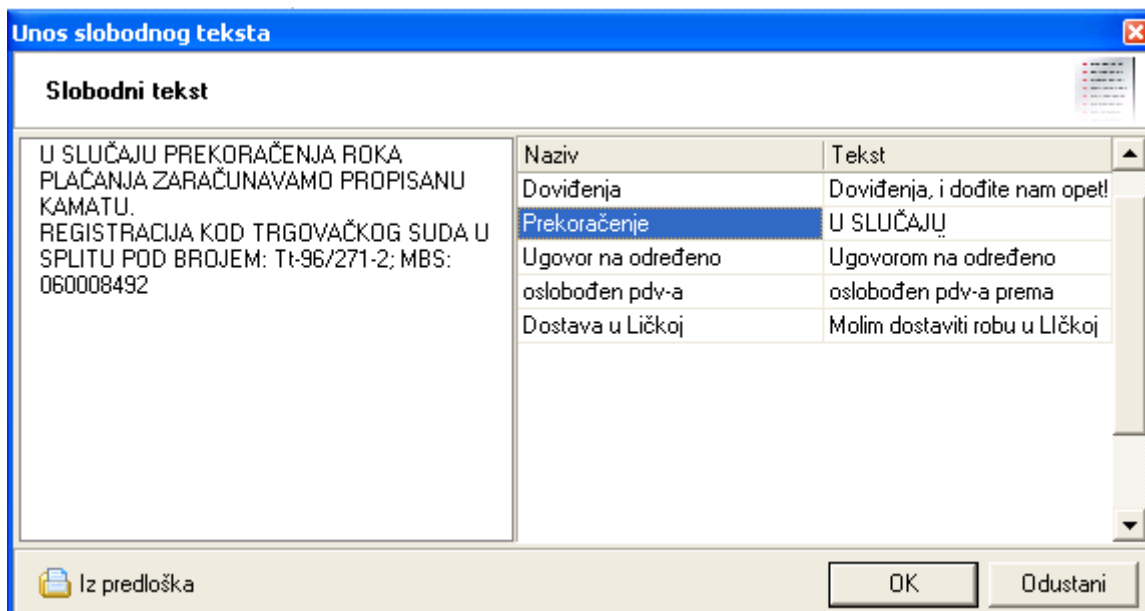 Unos slobodnog teksta
Slobodni tekst
U SLUČAJU PREKORAČENJA ROKA
PLAĆANJA ZARAČUNAVAMO PROPISANU
KAMATU.
REGISTRACIJA KOD TRGOVAČKOG SUDA U
SPLITU POD BROJEM: Tt-96/271-2; MBS:
060008492
Naziv Tekst
Doviđenja Doviđenja, i dođite nam opet!
Prekoračenje U SLUČAJU
Ugovor na određeno Ugovorom na određeno
oslobođen pdv-a oslobođen pdv-a prema
Dostava u Ličkoj Molim dostaviti robu u LIčkoj
Iz predloška OK Odustani